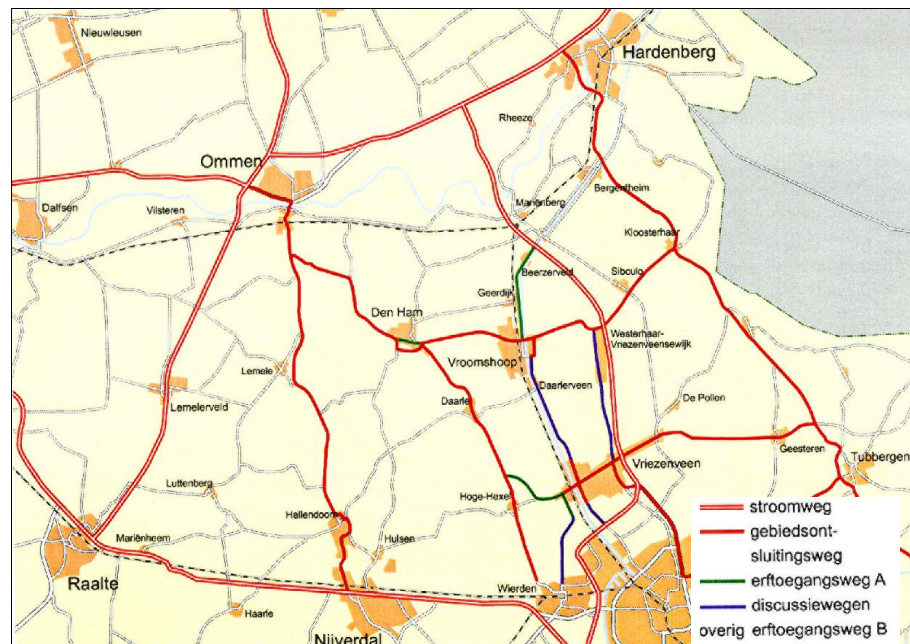 Nieuwleusen
Hardenberg
Rheeze
Ommen
Bergentheim
Dalfsen
Vilsteren
Mariënberg
Kloosterhaar
Beerzerveld
Sibculo
Geerdijk
Den Ham
Westerhaar-
Vriezenveensewijk
Vroomshoop
Lemele
Daarlerveen
Lemelerveld
Daarle
De Pollen
Geesteren
Tubbergen
Vriezenveen
Luttenberg
Hoge-Hexel
Hellendoorn
Hulsen
Mariënheem
Raalte
Wierden
Haarle
Nijverdal
stroomweg
gebiedsont-
sluitingsweg
erftoegangsweg A
discussiewegen
overig erftoegangsweg B